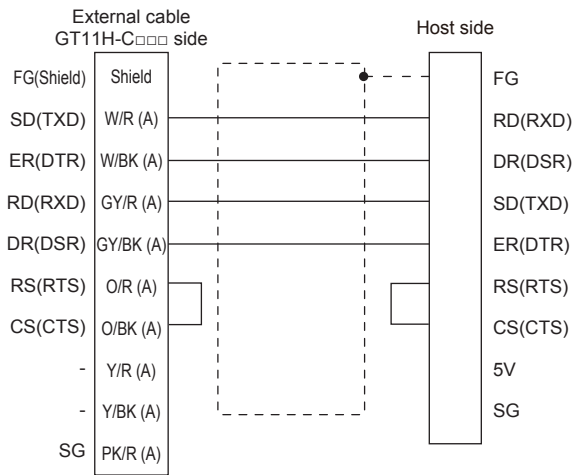 External cable
GT11H-C□□□ side
Host side
FG(Shield) Shield FG
SD(TXD) W/R (A) RD(RXD)
ER(DTR) W/BK (A) DR(DSR)
RD(RXD) GY/R (A) SD(TXD)
DR(DSR) GY/BK (A) ER(DTR)
RS(RTS) O/R (A) RS(RTS)
CS(CTS) O/BK (A) CS(CTS)
- Y/R (A) 5V
- Y/BK (A) SG
SG PK/R (A)